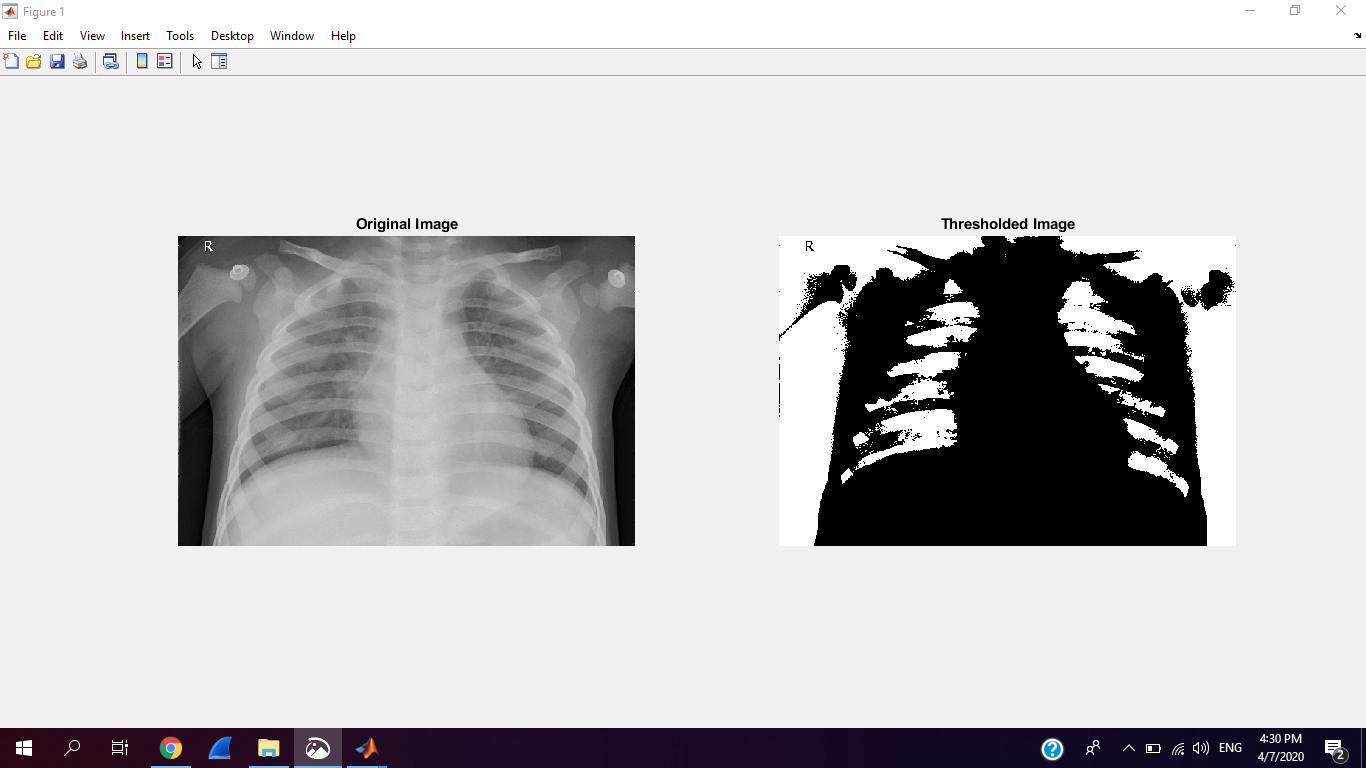 Figure 1
File Edit View Insert Tools Desktop Window Help
Original Image
Thresholded Image
R
R
4:30 PM
ENG
4/7/2020
2